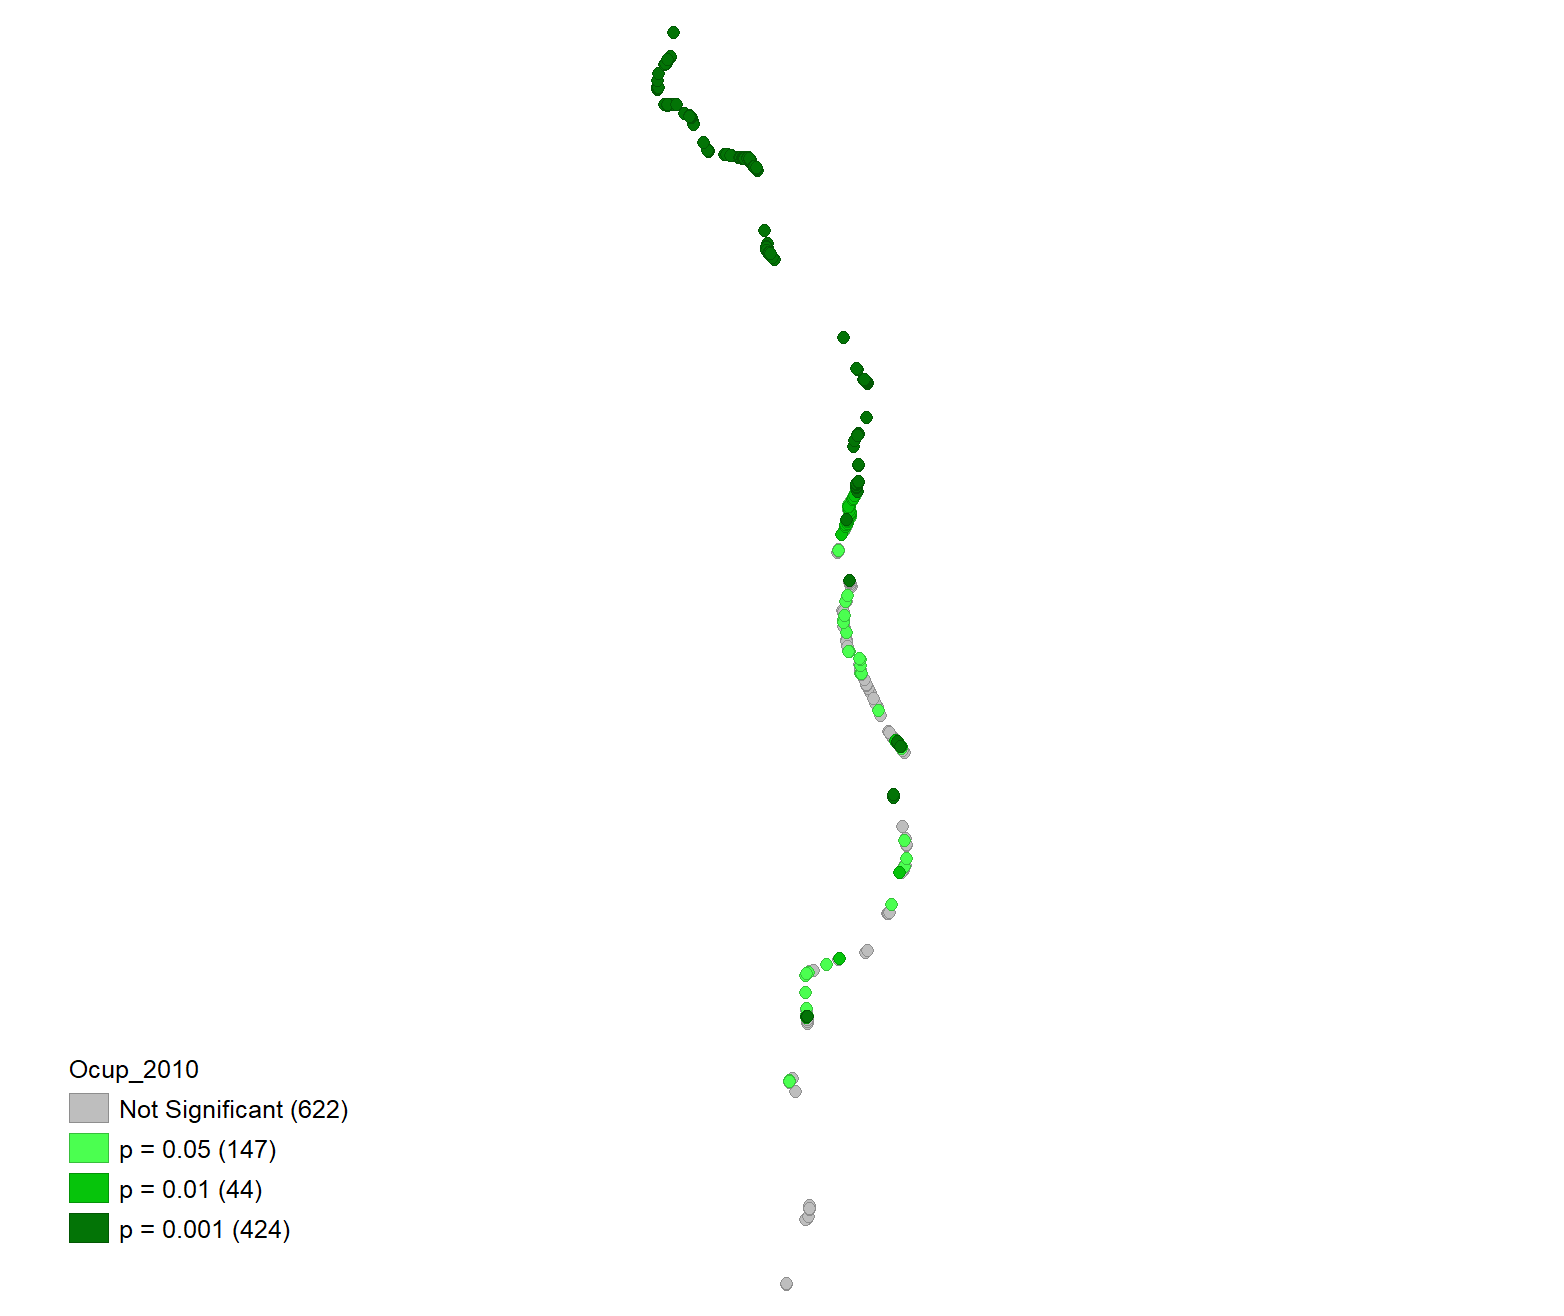 Ocup_2010
Not Significant (622)
p = 0.05 (147)
p = 0.01 (44)
p = 0.001 (424)